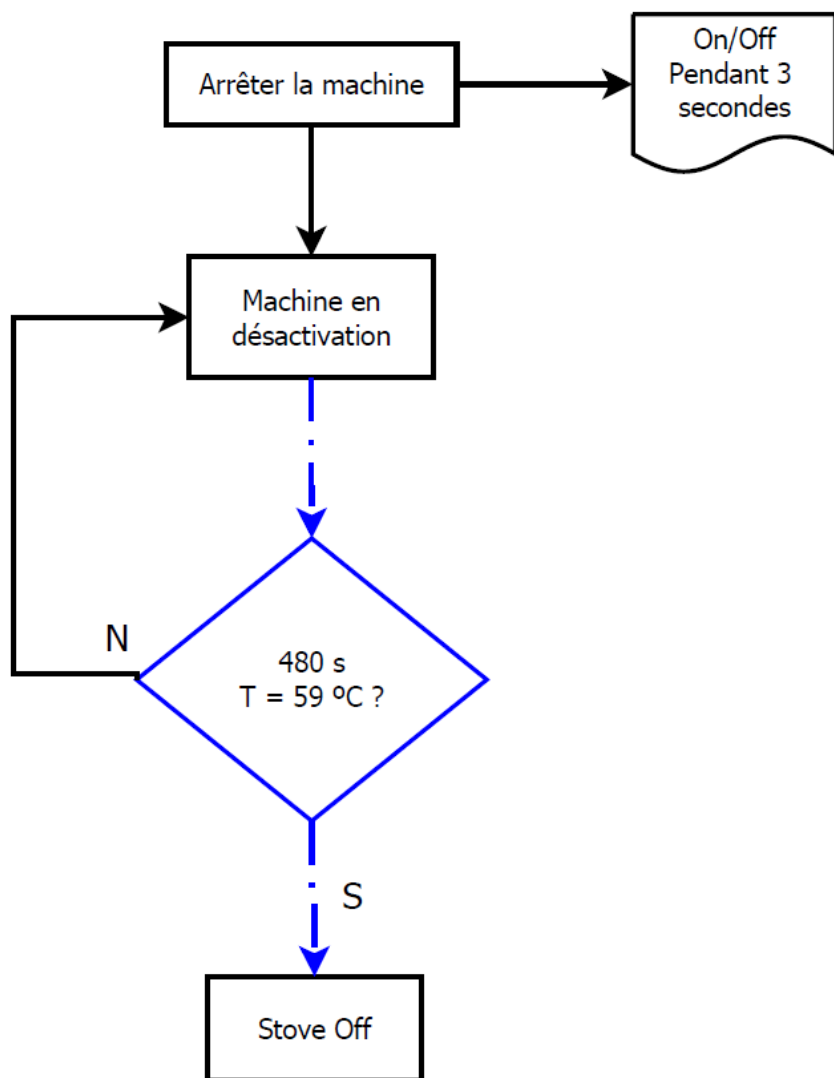 Arrêter la machine
On/Off
Pendant 3
secondes
Machine en
désactivation
N
480 s
T = 59 ºC ?
S
Stove Off